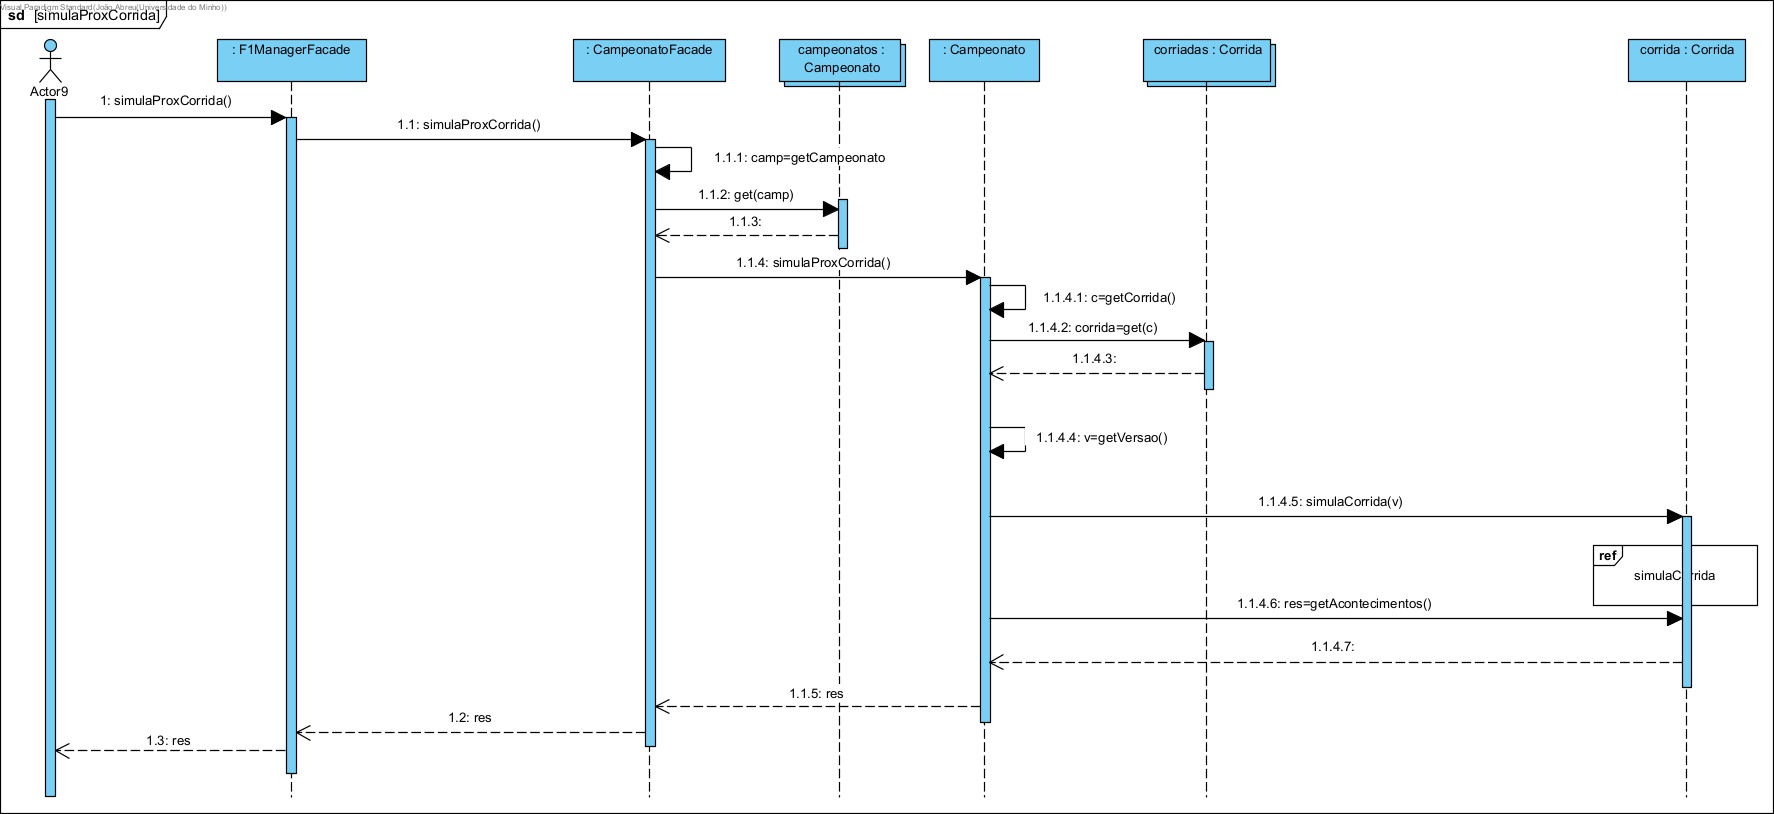 Visual Paradigm Standard(João Abreu(Universidade do Minho))
sd [simulaProxCorrida]
Actor9
: F1ManagerFacade
: CampeonatoFacade
campeonatos :
Campeonato
: Campeonato
corriadas : Corrida
corrida : Corrida
1: simulaProxCorrida()
1.1: simulaProxCorrida()
1.1.1: camp=getCampeonato
1.1.2: get(camp)
1.1.3:
1.1.4: simulaProxCorrida()
1.1.4.1: c=getCorrida()
1.1.4.2: corrida=get(c)
1.1.4.3:
1.1.4.4: v=getVersao()
1.1.4.5: simulaCorrida(v)
ref
simulaCorrida
1.1.4.6: res=getAcontecimentos()
1.1.4.7:
1.1.5: res
1.2: res
1.3: res